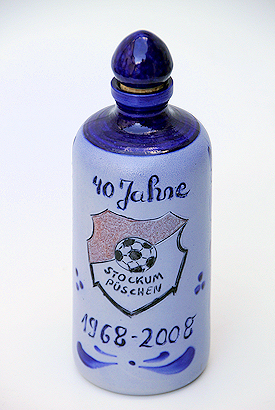 40 Jahre
STOCKUM
PÜSCHEN
1968-2008